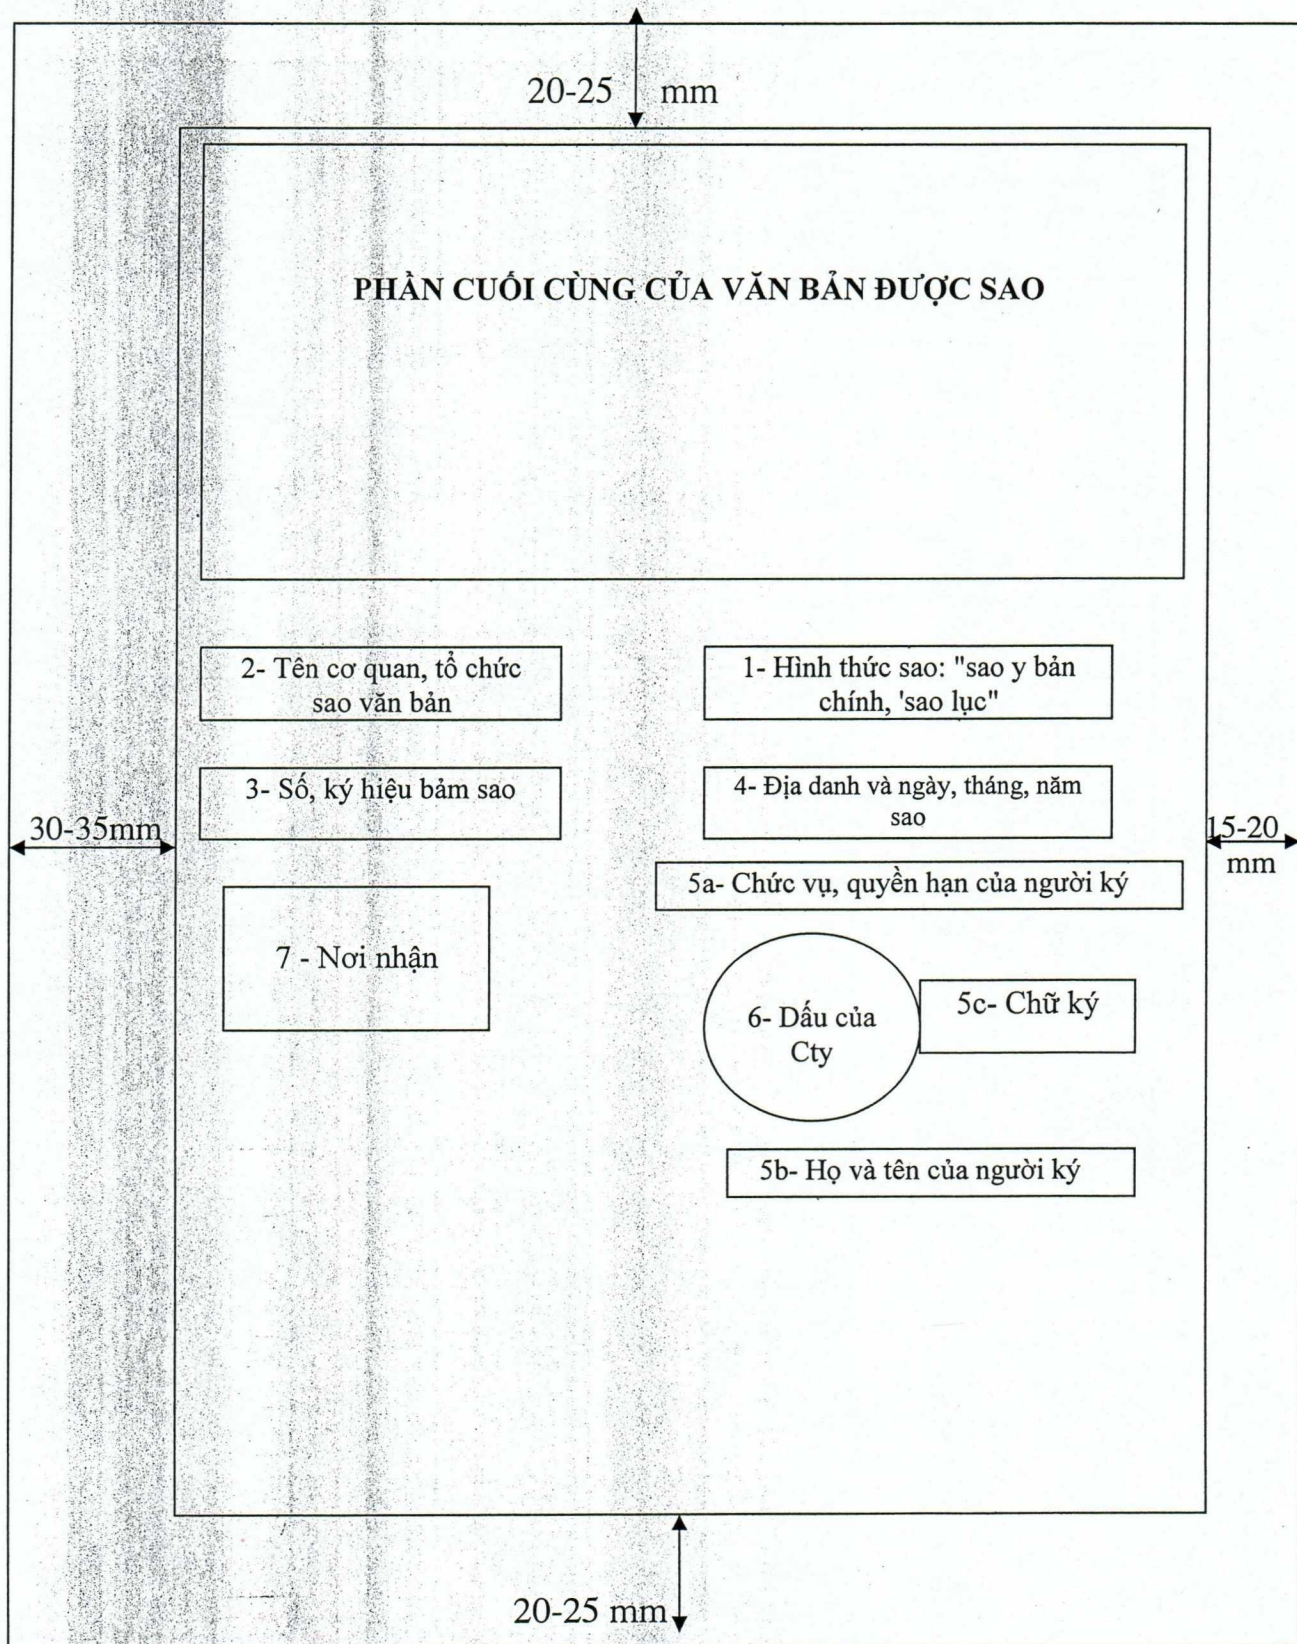 20-25 mm
PHẦN CUỐI CÙNG CỦA VĂN BẢN ĐƯỢC SAO
2- Tên cơ quan, tổ chức
sao văn bản
1- Hình thức sao: "sao y bản
chính, 'sao lục"
3- Số, ký hiệu bảm sao
4- Địa danh và ngày, tháng, năm
sao
30-35mm
15-20
mm
5a- Chức vụ, quyền hạn của người ký
7 - Nơi nhận
6- Dấu của
Cty
5c- Chữ ký
5b- Họ và tên của người ký
20-25 mm